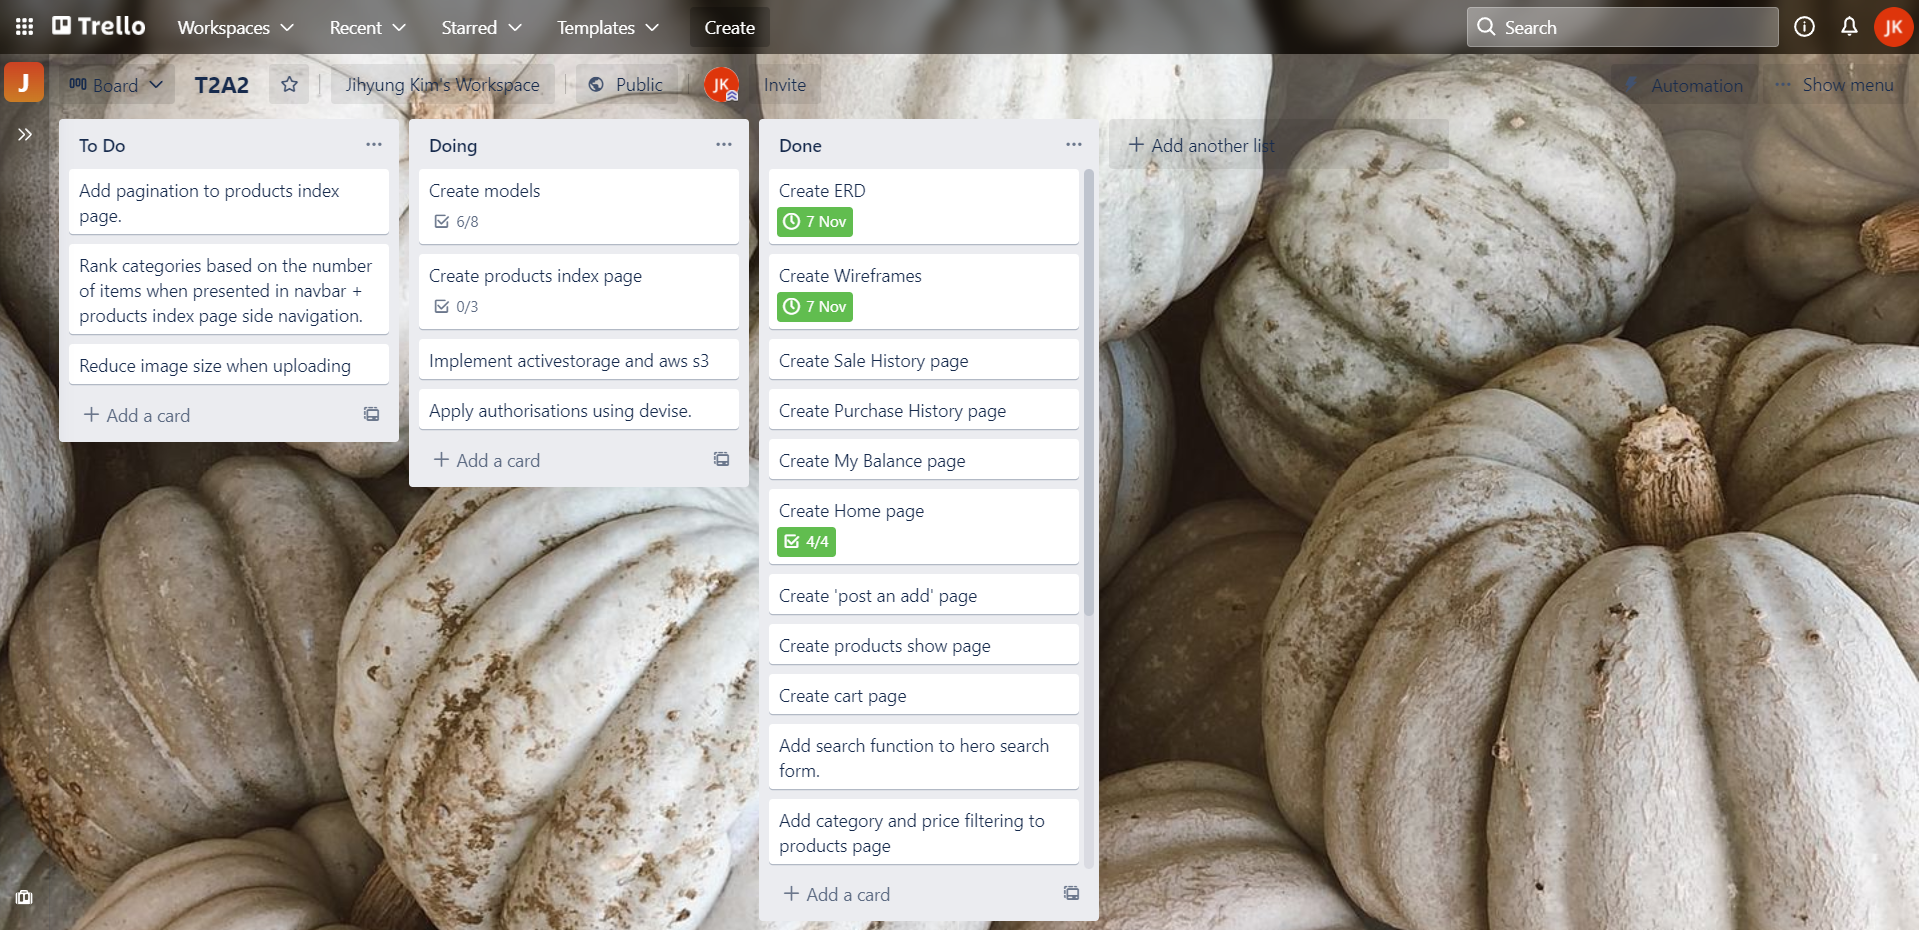 Trello Workspaces Recent Starred Templates Create Search JK
J Board T2A2 Jihyung Kim's Workspace Public JK Invite Automation Show menu
To Do
Add pagination to products index
page.
Rank categories based on the number
of items when presented in navbar +
products index page side navigation.
Reduce image size when uploading
+ Add a card
Doing
Create models
6/8
Create products index page
0/3
Implement activestorage and aws s3
Apply authorisations using devise.
+ Add a card
Done
Create ERD
7 Nov
Create Wireframes
7 Nov
Create Sale History page
Create Purchase History page
Create My Balance page
Create Home page
4/4
Create 'post an add' page
Create products show page
Create cart page
Add search function to hero search
form.
Add category and price filtering to
products page
+ Add a card
+ Add another list